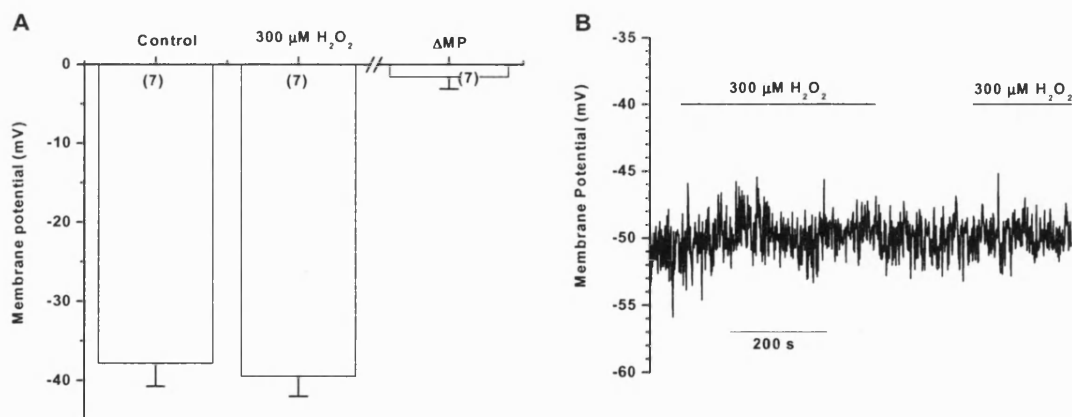 A
Control
300 μM H₂O₂
ΔMP
0
(7)
(7)
(7)
-10
-20
-30
-40
Membrane potential (mV)
B
-35
300 μM H₂O₂
300 μM H₂O₂
-40
-45
-50
-55
200 s
-60
Membrane Potential (mV)